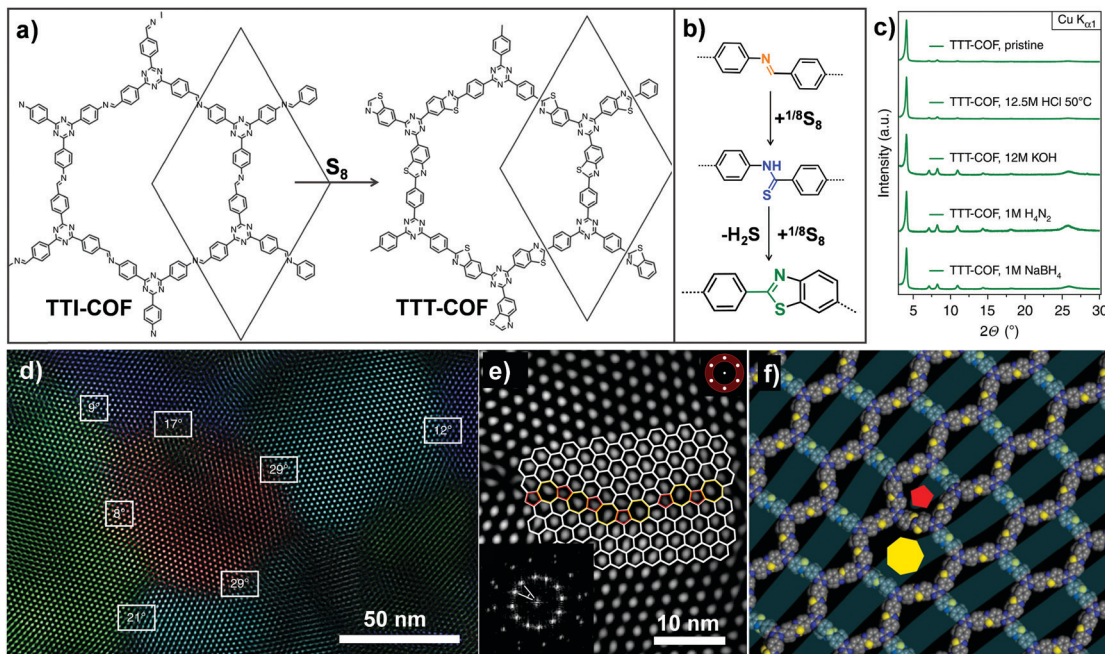 a)
TTI-COF
S8
TTT-COF
b)
+1/8S8
NH
S
-H2S +1/8S8
N
S
c)
Cu Kα1
TTT-COF, pristine
TTT-COF, 12.5M HCl 50°C
TTT-COF, 12M KOH
TTT-COF, 1M H4N2
TTT-COF, 1M NaBH4
Intensity (a.u.)
5 10 15 20 25 30
2Θ (°)
d)
9°
17°
12°
29°
8°
29°
21°
50 nm
e)
10 nm
f)